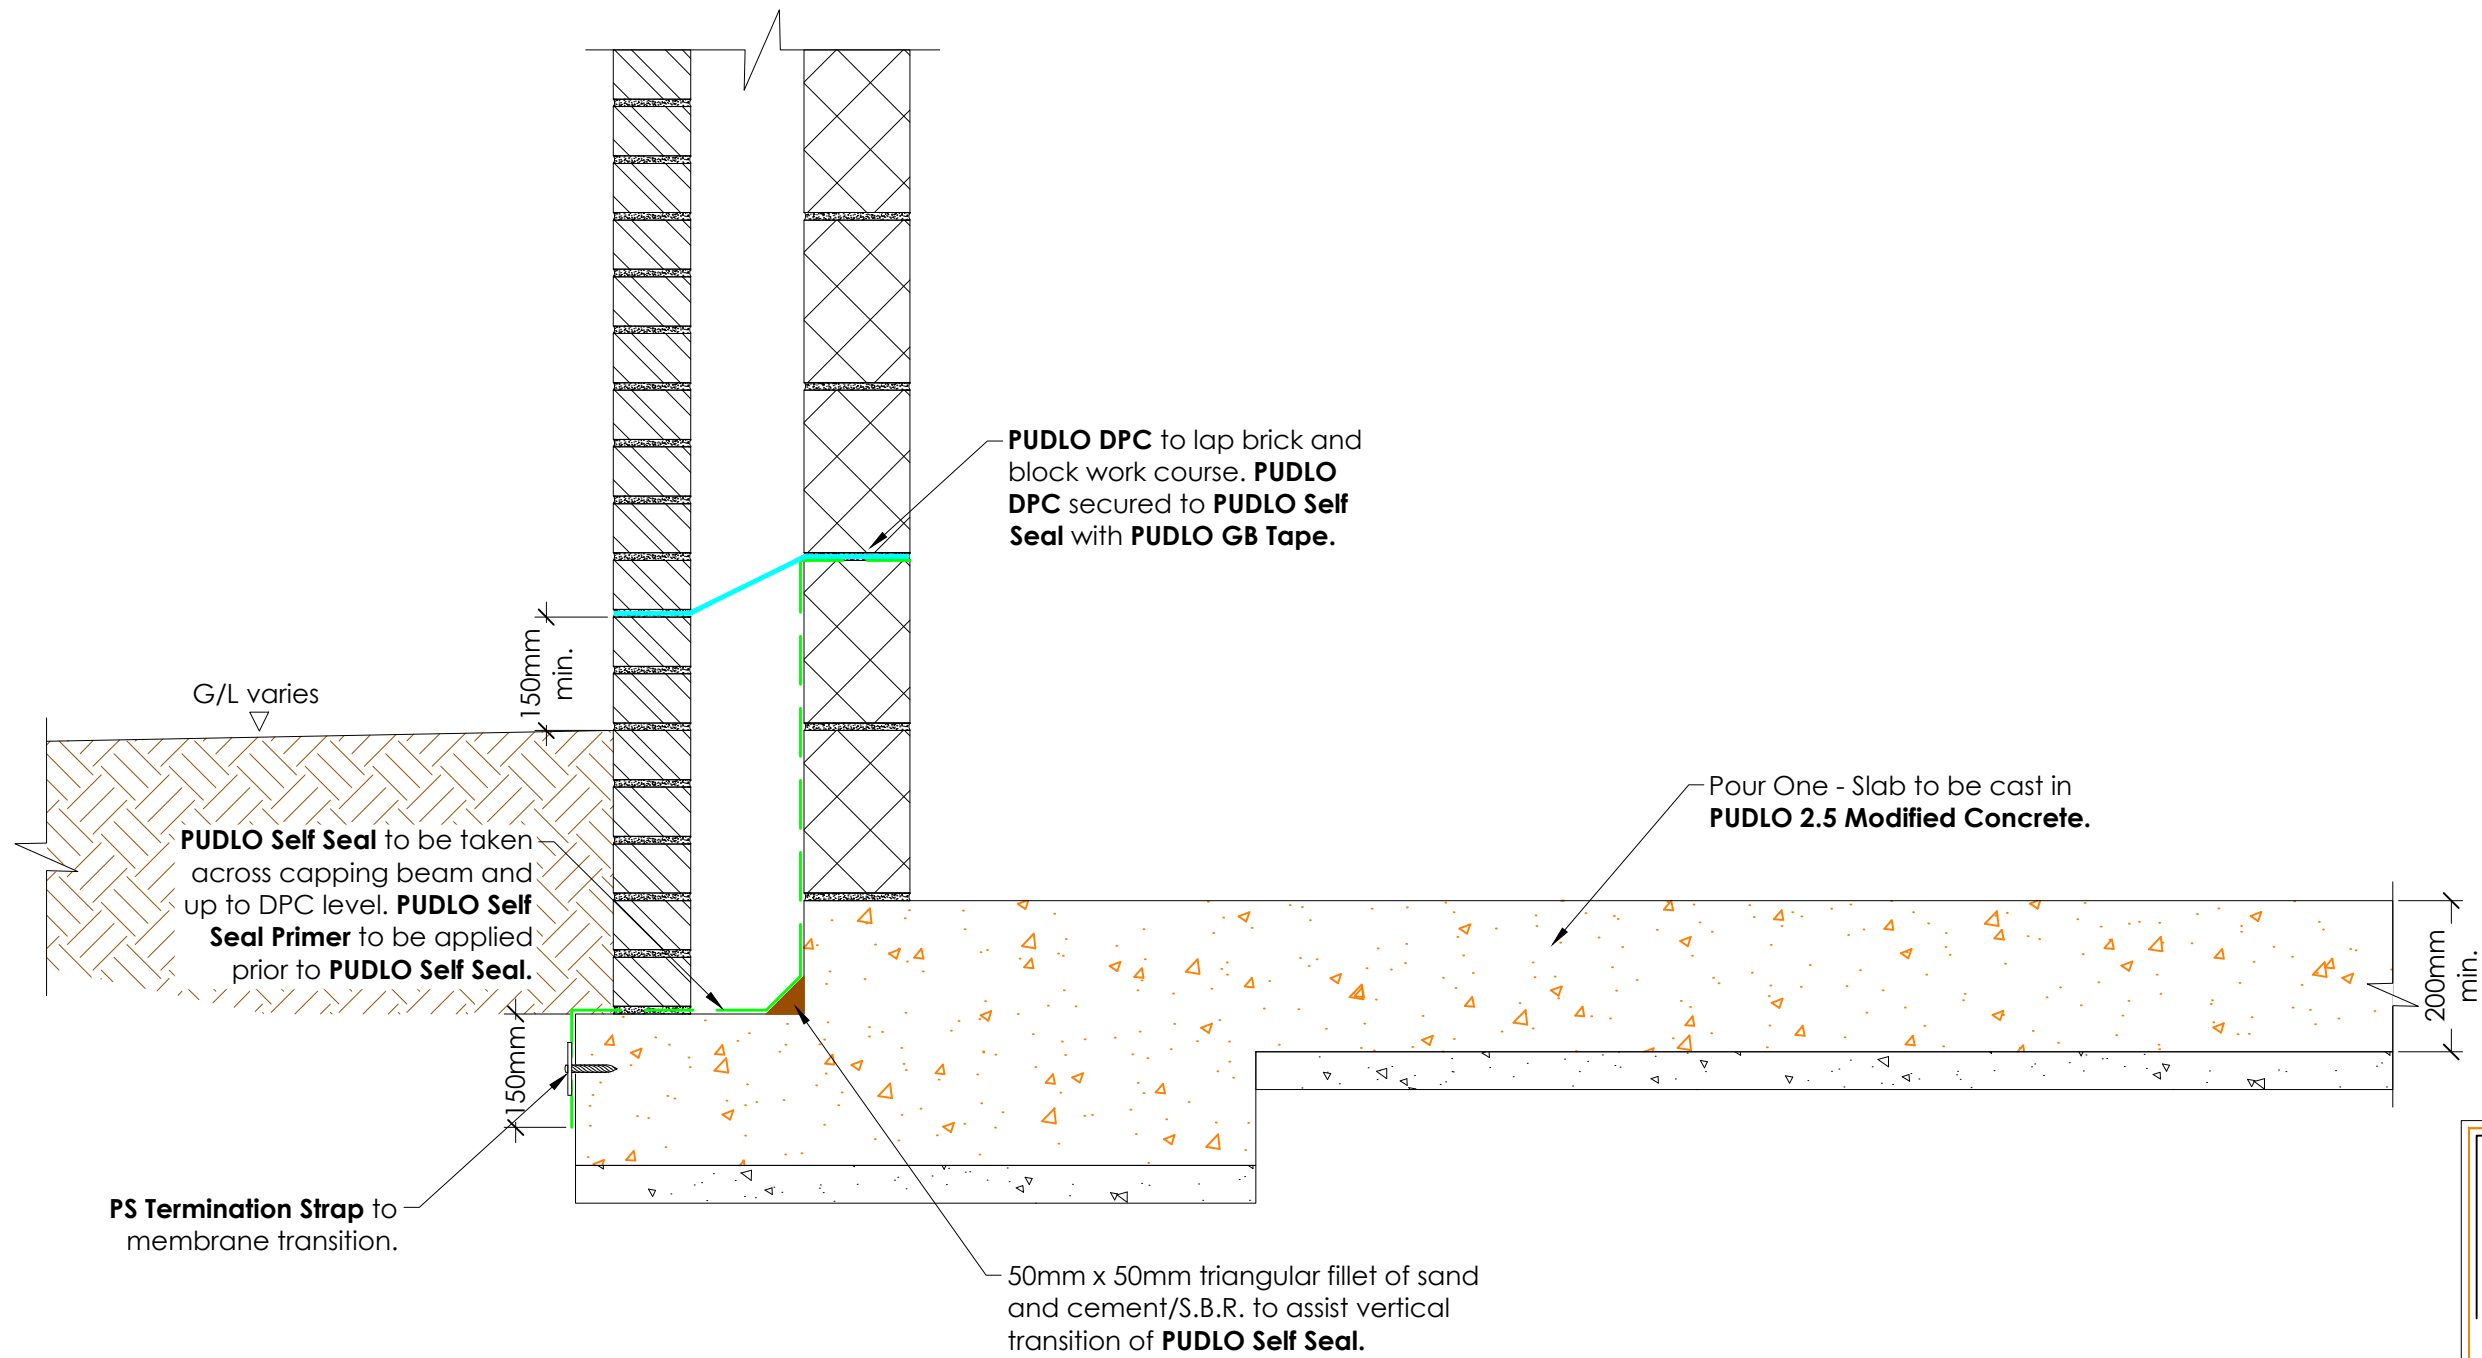 PUDLO DPC to lap brick and
block work course. PUDLO
DPC secured to PUDLO Self
Seal with PUDLO GB Tape.
150mm
min.
G/L varies
Pour One - Slab to be cast in
PUDLO 2.5 Modified Concrete.
PUDLO Self Seal to be taken
across capping beam and
up to DPC level. PUDLO Self
Seal Primer to be applied
prior to PUDLO Self Seal.
200mm
min.
150mm
PS Termination Strap to
membrane transition.
50mm x 50mm triangular fillet of sand
and cement/S.B.R. to assist vertical
transition of PUDLO Self Seal.